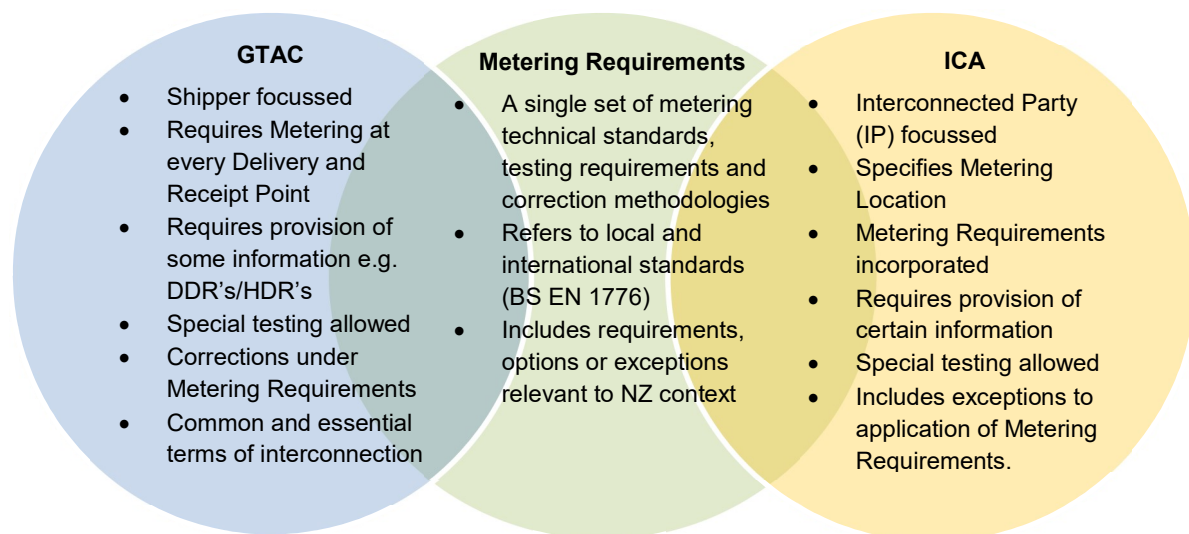 GTAC
• Shipper focussed
• Requires Metering at
every Delivery and
Receipt Point
• Requires provision of
some information e.g.
DDR's/HDR's
• Special testing allowed
• Corrections under
Metering Requirements
• Common and essential
terms of interconnection
Metering Requirements
• A single set of metering
technical standards,
testing requirements and
correction methodologies
• Refers to local and
international standards
(BS EN 1776)
• Includes requirements,
options or exceptions
relevant to NZ context
ICA
• Interconnected Party
(IP) focussed
• Specifies Metering
Location
• Metering Requirements
incorporated
• Requires provision of
certain information
• Special testing allowed
• Includes exceptions to
application of Metering
Requirements.